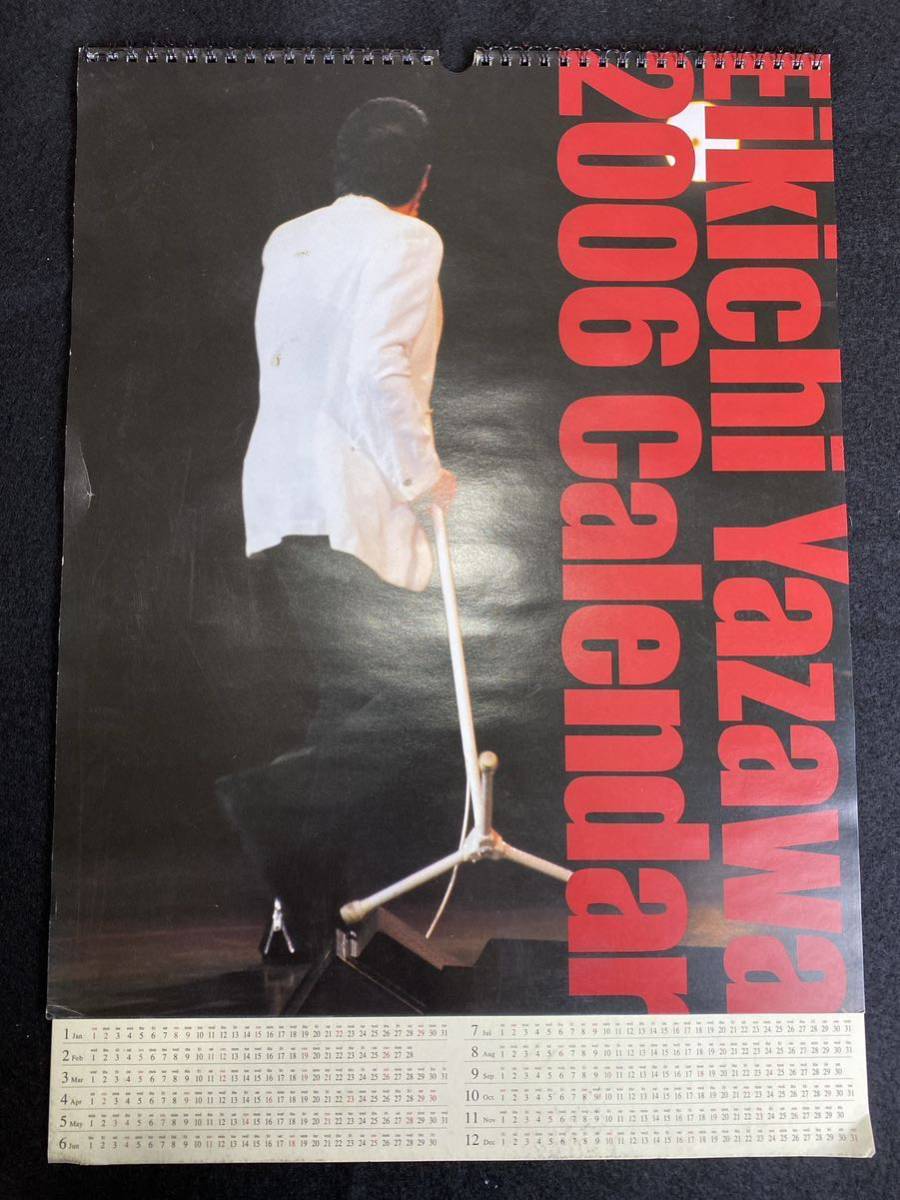 Eikichi Yazawa
2006 Calendar
1 Jan 1 2 3 4 5 6 7 8 9 10 11 12 13 14 15 16 17 18 19 20 21 22 23 24 25 26 27 28 29 30 31
2 Feb 1 2 3 4 5 6 7 8 9 10 11 12 13 14 15 16 17 18 19 20 21 22 23 24 25 26 27 28
3 Mar 1 2 3 4 5 6 7 8 9 10 11 12 13 14 15 16 17 18 19 20 21 22 23 24 25 26 27 28 29 30 31
4 Apr 1 2 3 4 5 6 7 8 9 10 11 12 13 14 15 16 17 18 19 20 21 22 23 24 25 26 27 28 29 30
5 May 1 2 3 4 5 6 7 8 9 10 11 12 13 14 15 16 17 18 19 20 21 22 23 24 25 26 27 28 29 30 31
6 Jun 1 2 3 4 5 6 7 8 9 10 11 12 13 14 15 16 17 18 19 20 21 22 23 24 25 26 27 28 29 30
7 Jul 1 2 3 4 5 6 7 8 9 10 11 12 13 14 15 16 17 18 19 20 21 22 23 24 25 26 27 28 29 30 31
8 Aug 1 2 3 4 5 6 7 8 9 10 11 12 13 14 15 16 17 18 19 20 21 22 23 24 25 26 27 28 29 30 31
9 Sep 1 2 3 4 5 6 7 8 9 10 11 12 13 14 15 16 17 18 19 20 21 22 23 24 25 26 27 28 29 30
10 Oct 1 2 3 4 5 6 7 8 9 10 11 12 13 14 15 16 17 18 19 20 21 22 23 24 25 26 27 28 29 30 31
11 Nov 1 2 3 4 5 6 7 8 9 10 11 12 13 14 15 16 17 18 19 20 21 22 23 24 25 26 27 28 29 30
12 Dec 1 2 3 4 5 6 7 8 9 10 11 12 13 14 15 16 17 18 19 20 21 22 23 24 25 26 27 28 29 30 31